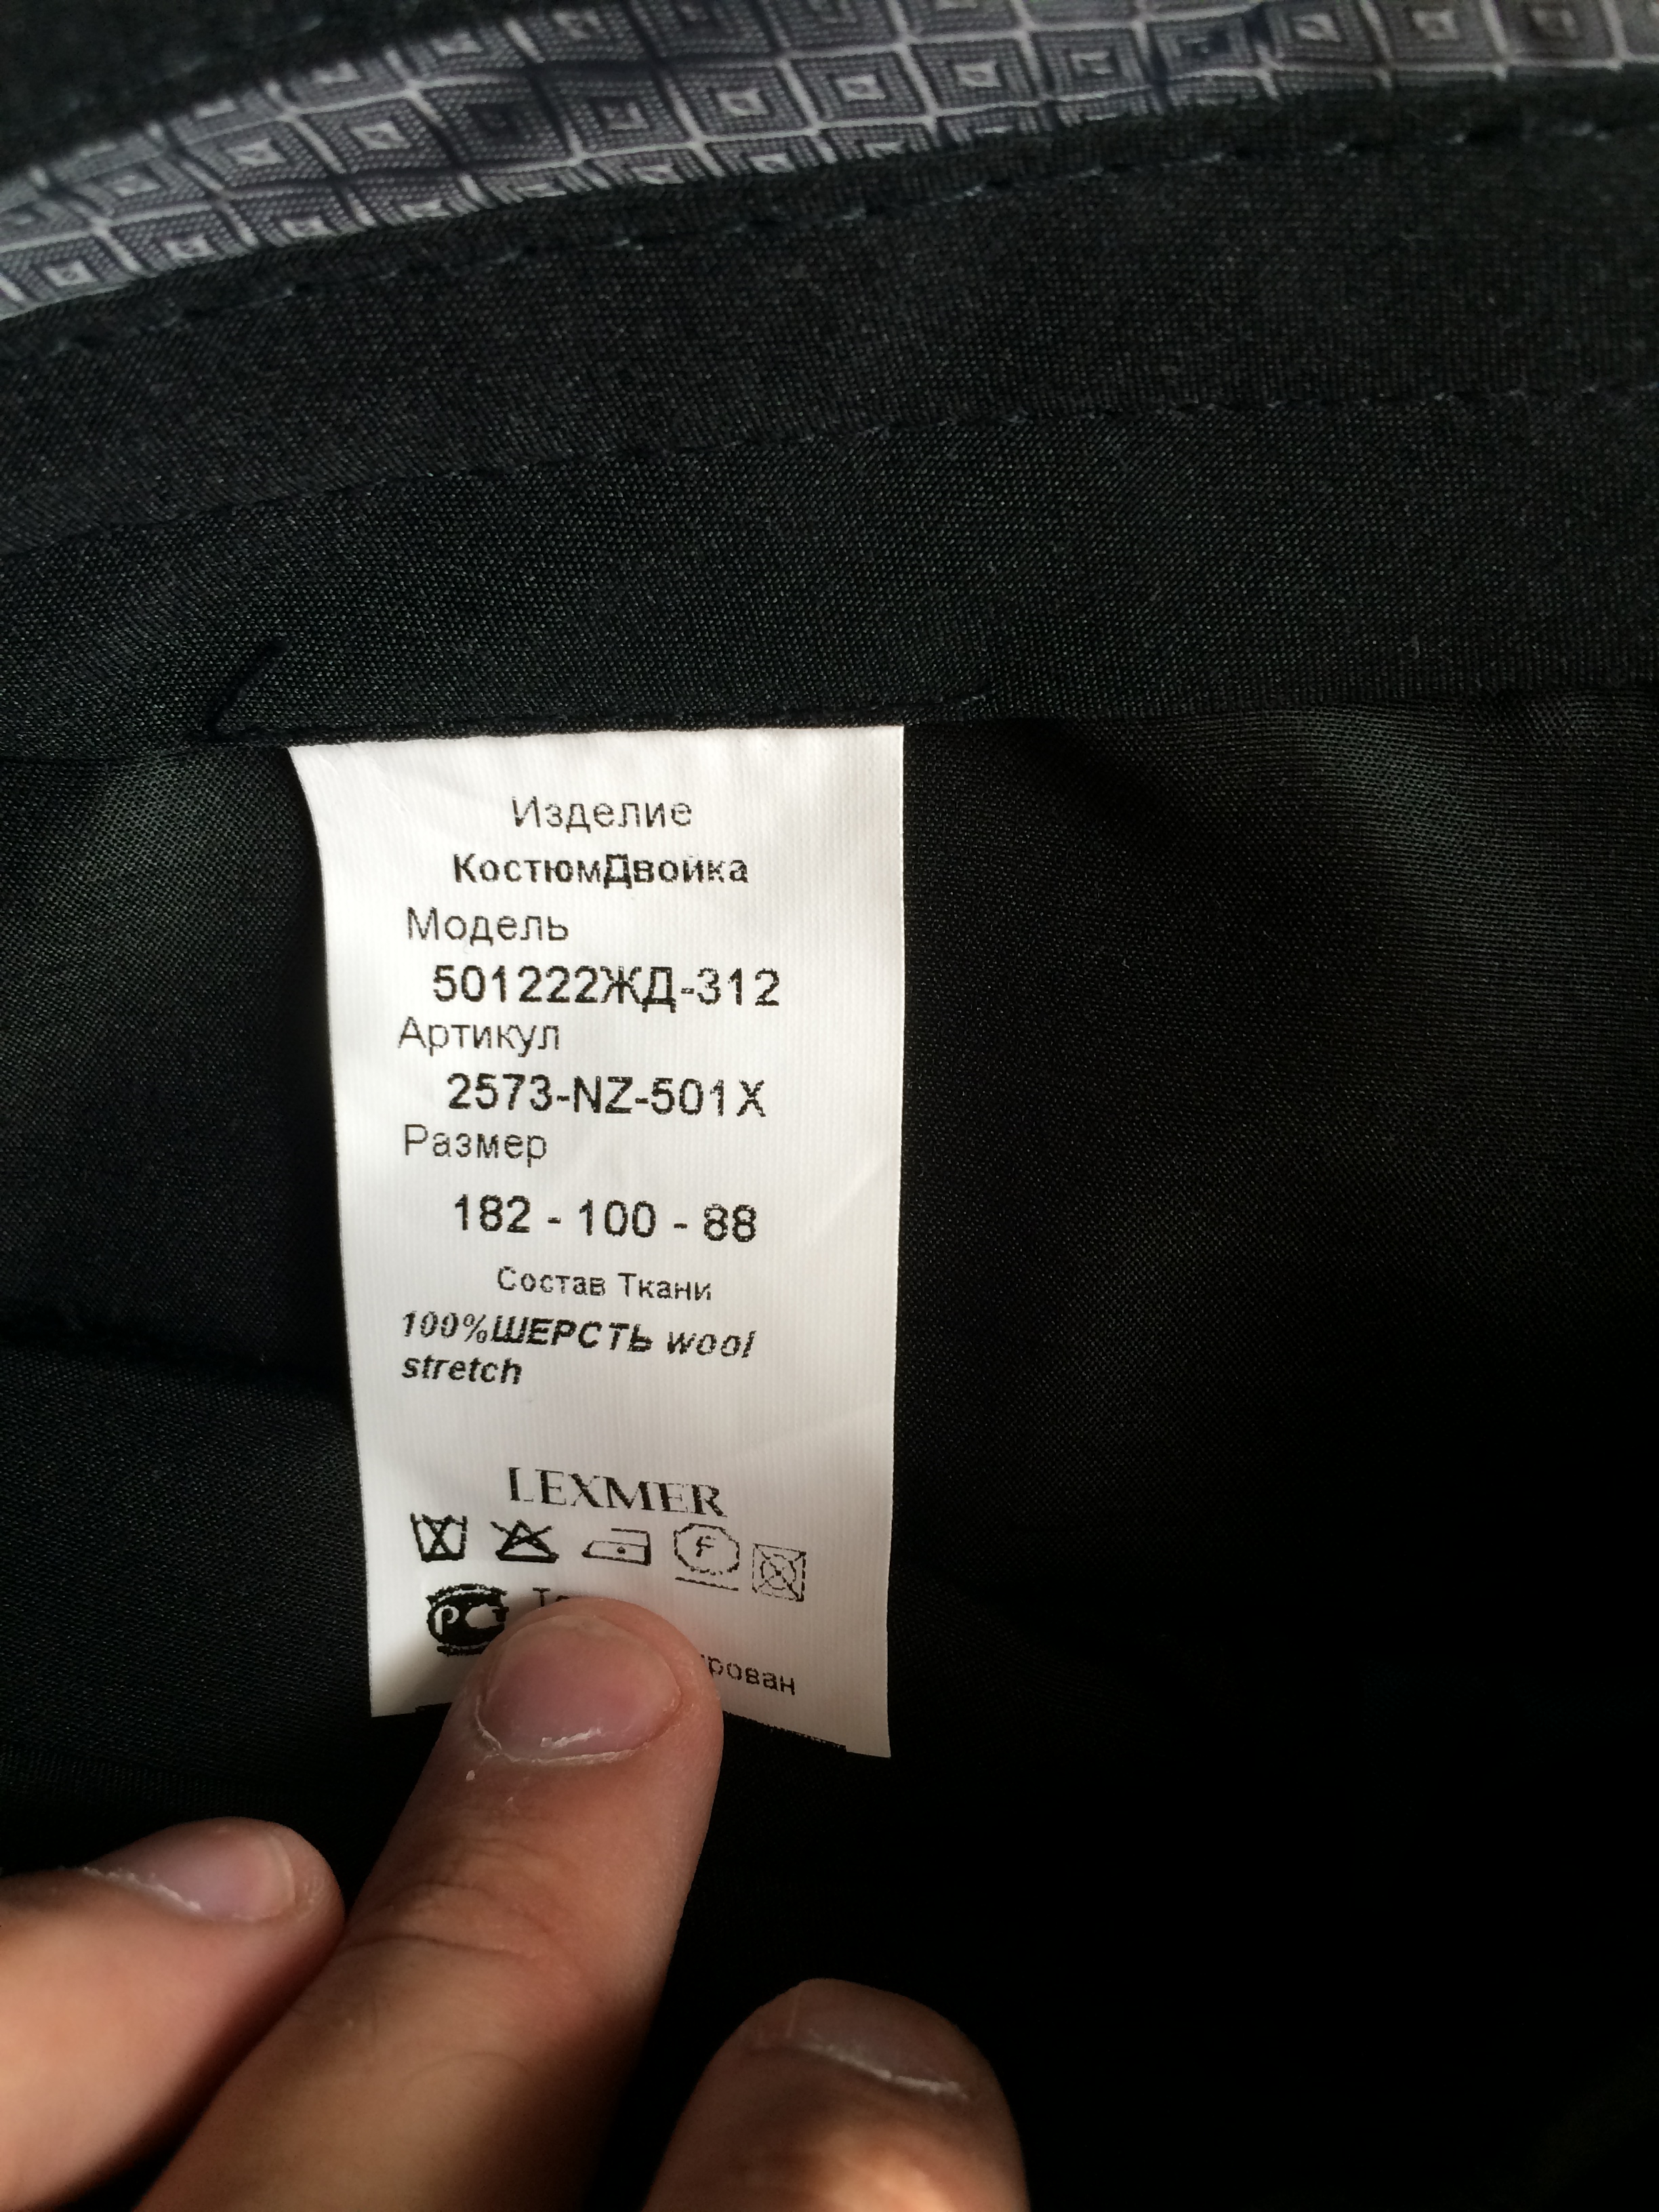 Изделие
КостюмДвойка
Модель
501222ЖД-312
Артикул
2573-NZ-501X
Размер
182 - 100 - 88
Состав Ткани
100%ШЕРСТЬ wool
stretch
LEXMER
F
РСТ